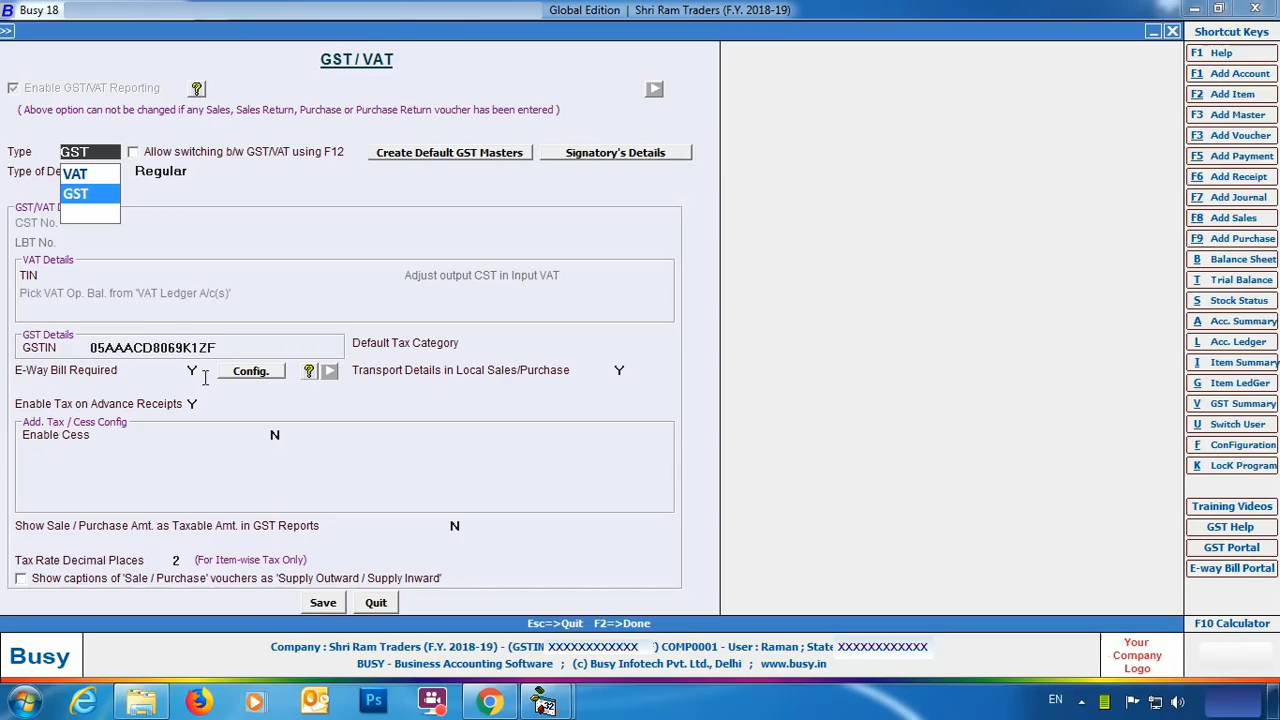 Busy 18
Global Edition | Shri Ram Traders (F.Y. 2018-19)
>>
Shortcut Keys
GST / VAT
Enable GST/VAT Reporting
?
( Above option can not be changed if any Sales, Sales Return, Purchase or Purchase Return voucher has been entered )
Type GST Allow switching b/w GST/VAT using F12 Create Default GST Masters Signatory's Details
VAT
GST
Type of De Regular
GST/VAT D
CST No.
LBT No.
VAT Details
TIN Adjust output CST in Input VAT
Pick VAT Op. Bal. from 'VAT Ledger A/c(s)'
GST Details
GSTIN 05AAACD8069K1ZF Default Tax Category
E-Way Bill Required Y Config. ? Transport Details in Local Sales/Purchase Y
Enable Tax on Advance Receipts Y
Add. Tax / Cess Config
Enable Cess N
Show Sale / Purchase Amt. as Taxable Amt. in GST Reports N
Tax Rate Decimal Places 2 (For Item-wise Tax Only)
Show captions of 'Sale / Purchase' vouchers as 'Supply Outward / Supply Inward'
Save Quit
Esc=>Quit F2=>Done
F1 Help
F1 Add Account
F2 Add Item
F3 Add Master
F3 Add Voucher
F5 Add Payment
F6 Add Receipt
F7 Add Journal
F8 Add Sales
F9 Add Purchase
B Balance Sheet
T Trial Balance
S Stock Status
A Acc. Summary
L Acc. Ledger
I Item Summary
G Item LedGer
V GST Summary
U Switch User
F ConFiguration
K LocK Program
Training Videos
GST Help
GST Portal
E-way Bill Portal
F10 Calculator
Busy
Company : Shri Ram Traders (F.Y. 2018-19) - (GSTIN XXXXXXXXXXXX ') COMP0001 - User : Raman ; State XXXXXXXXXXXX
BUSY - Business Accounting Software ; (c) Busy Infotech Pvt. Ltd., Delhi ; www.busy.in
Your
Company
Logo
Ps
32
EN